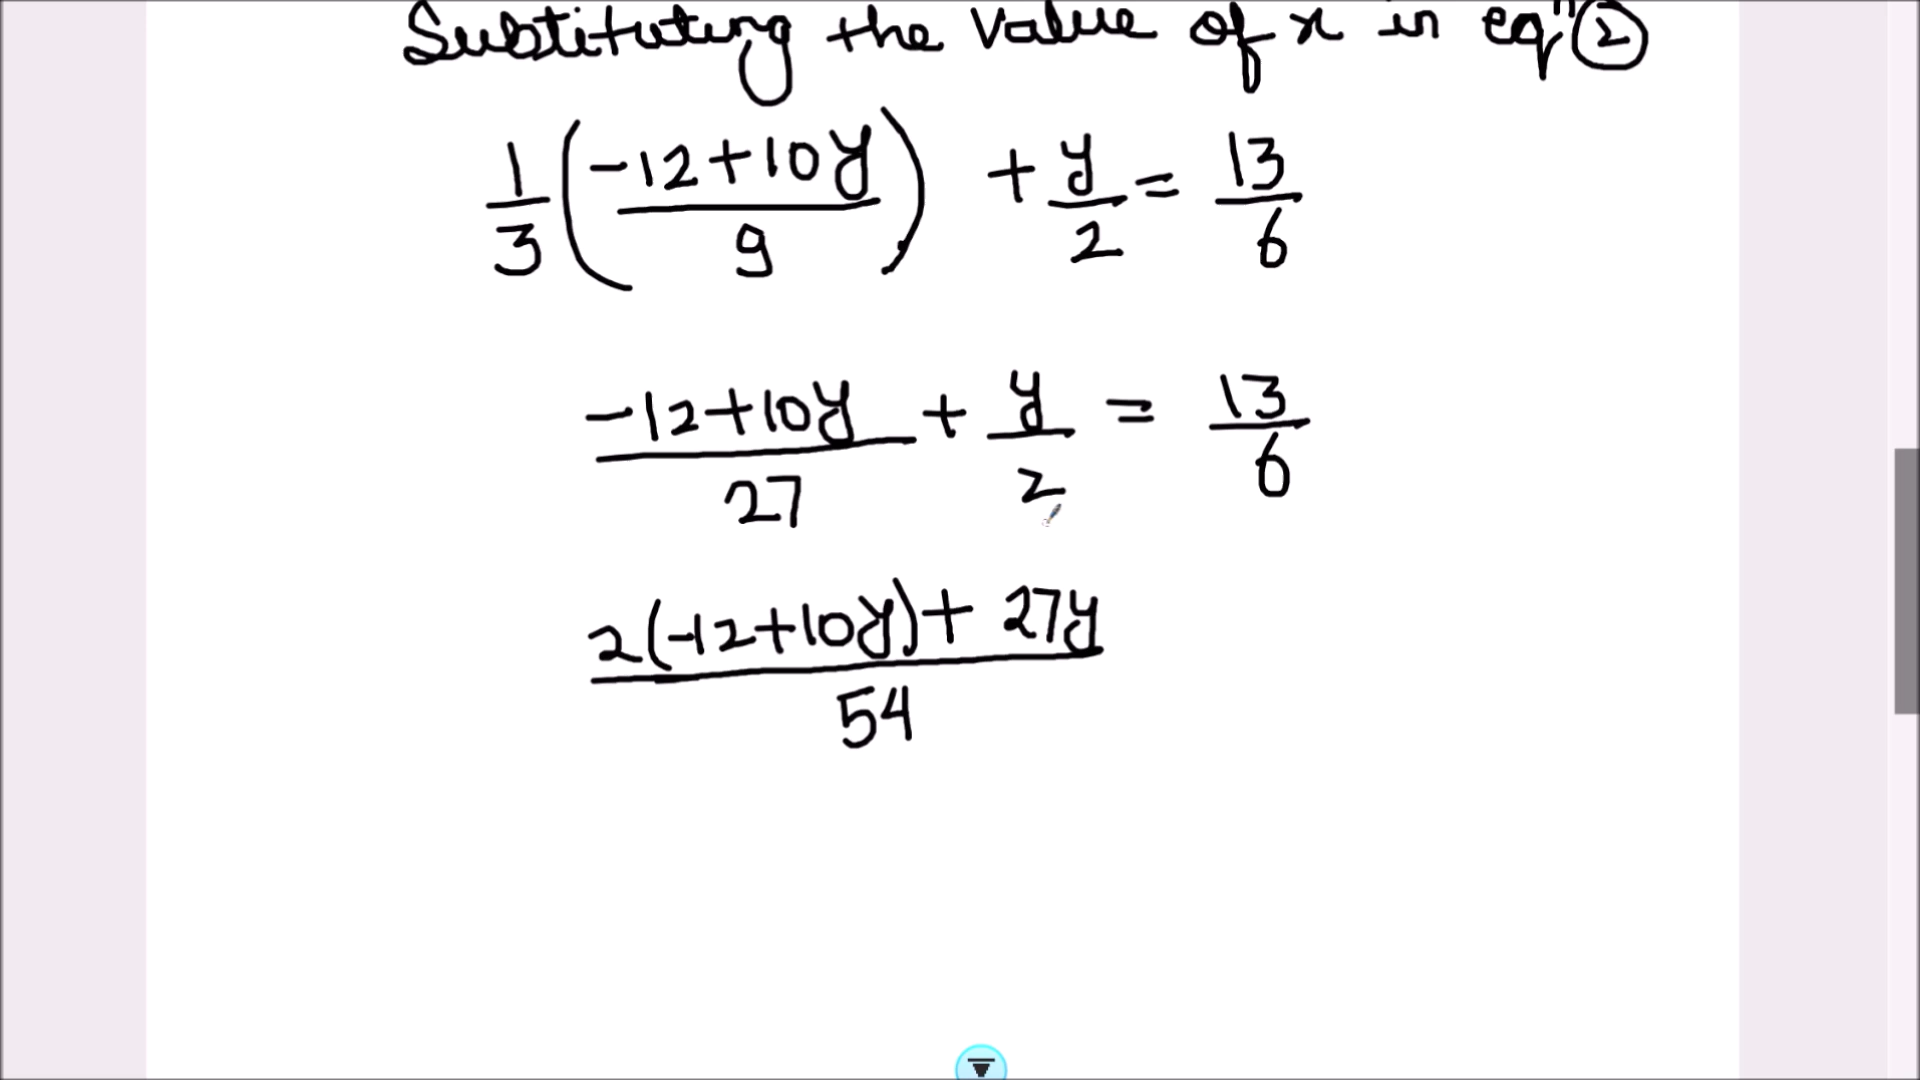 Substituting the value of x in eqⁿ ②
1/3 (-12+10y / 9) + y/2 = 13/6
-12+10y / 27 + y/2 = 13/6
2(-12+10y) + 27y / 54